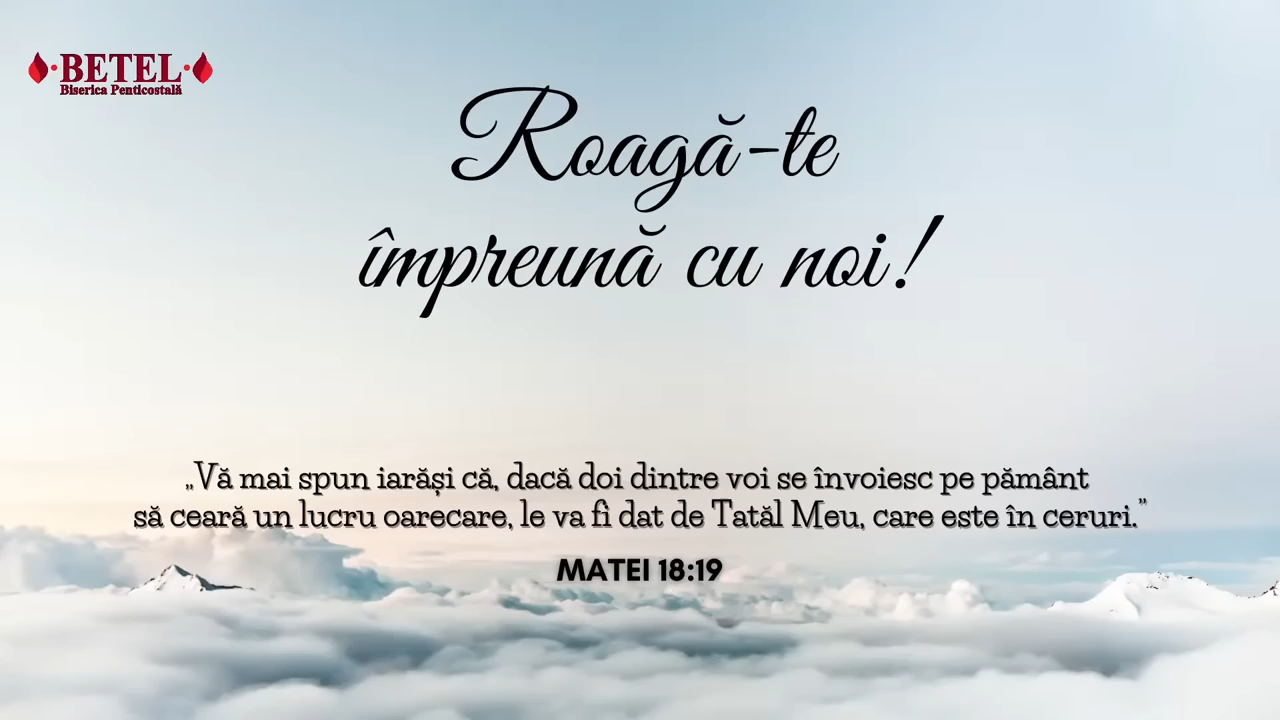 ·BETEL·
Biserica Penticostală
Roagă-te
împreună cu noi!
„Vă mai spun iarăși că, dacă doi dintre voi se învoiesc pe pământ
să ceară un lucru oarecare, le va fi dat de Tatăl Meu, care este în ceruri.”
MATEI 18:19